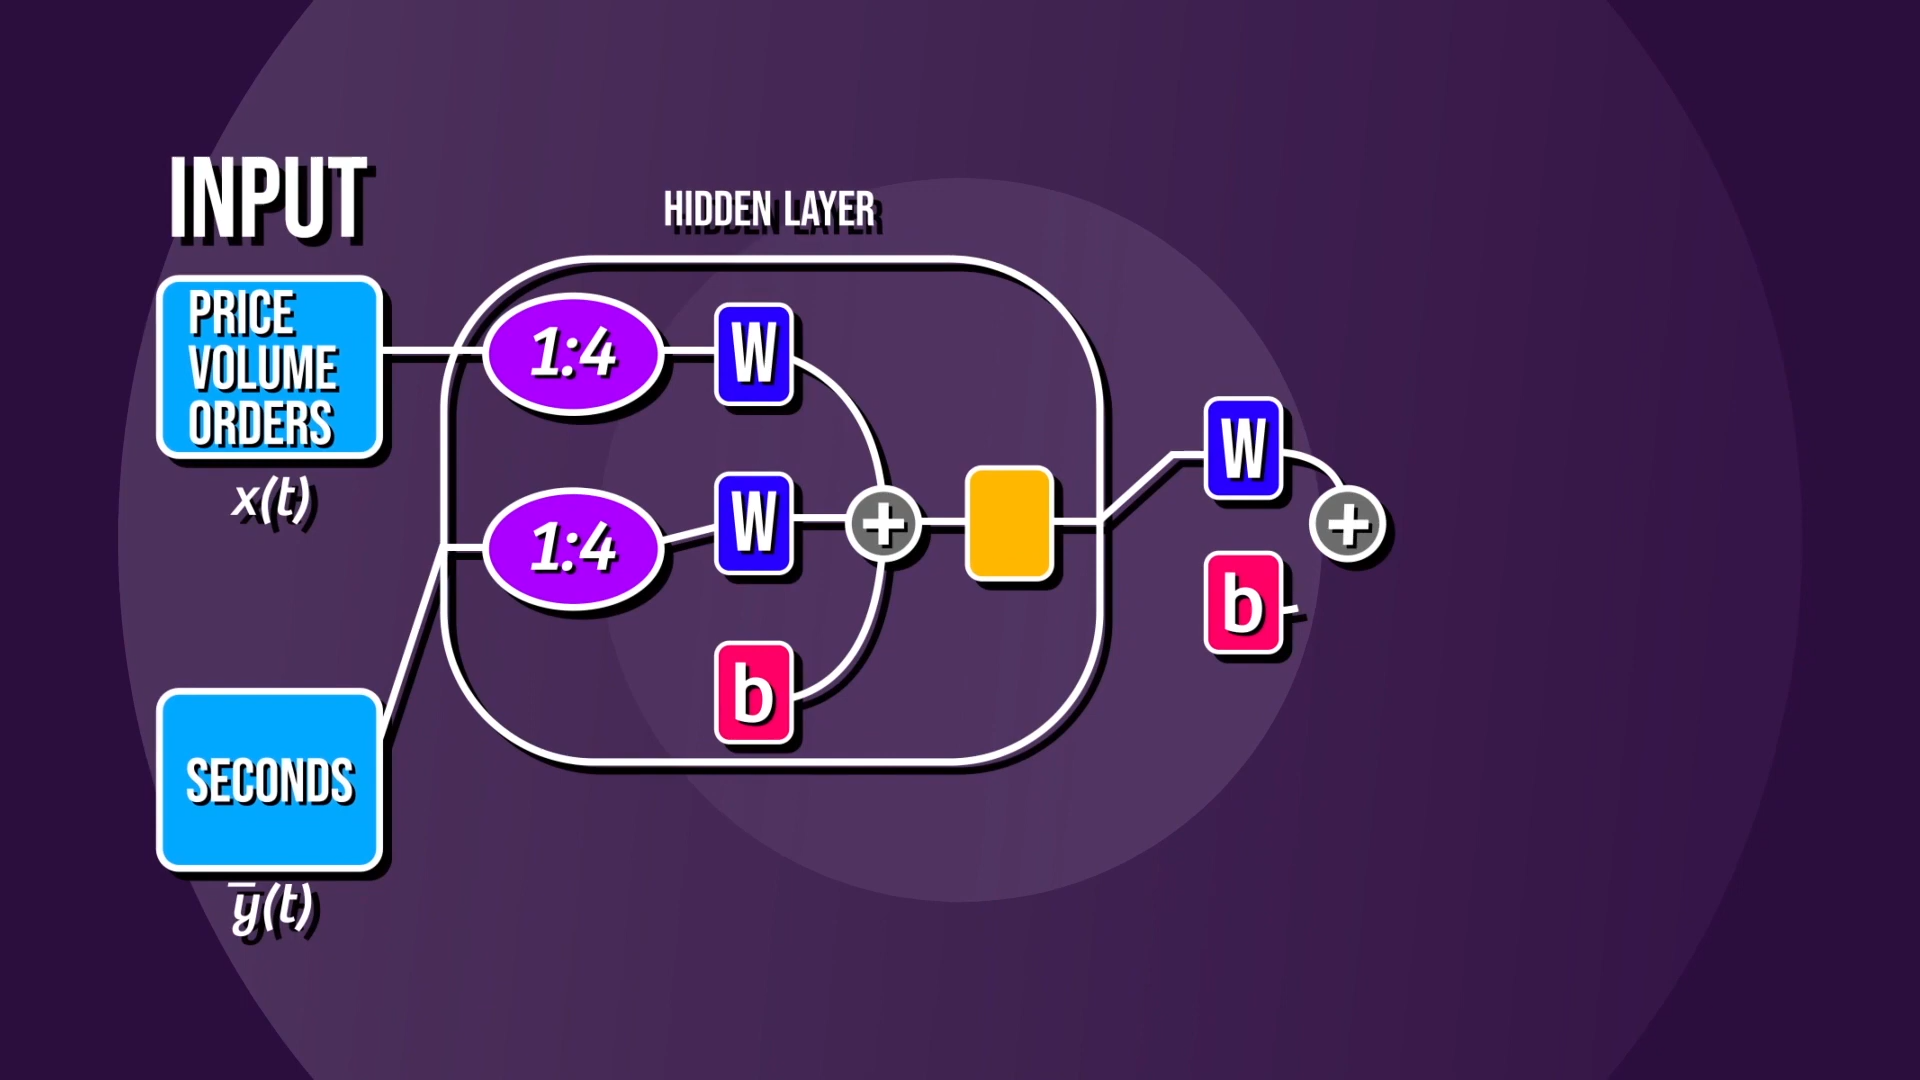 INPUT
HIDDEN LAYER
PRICE
VOLUME
ORDERS
x(t)
1:4
W
1:4
W
+
b
W
+
b
SECONDS
y̅(t)